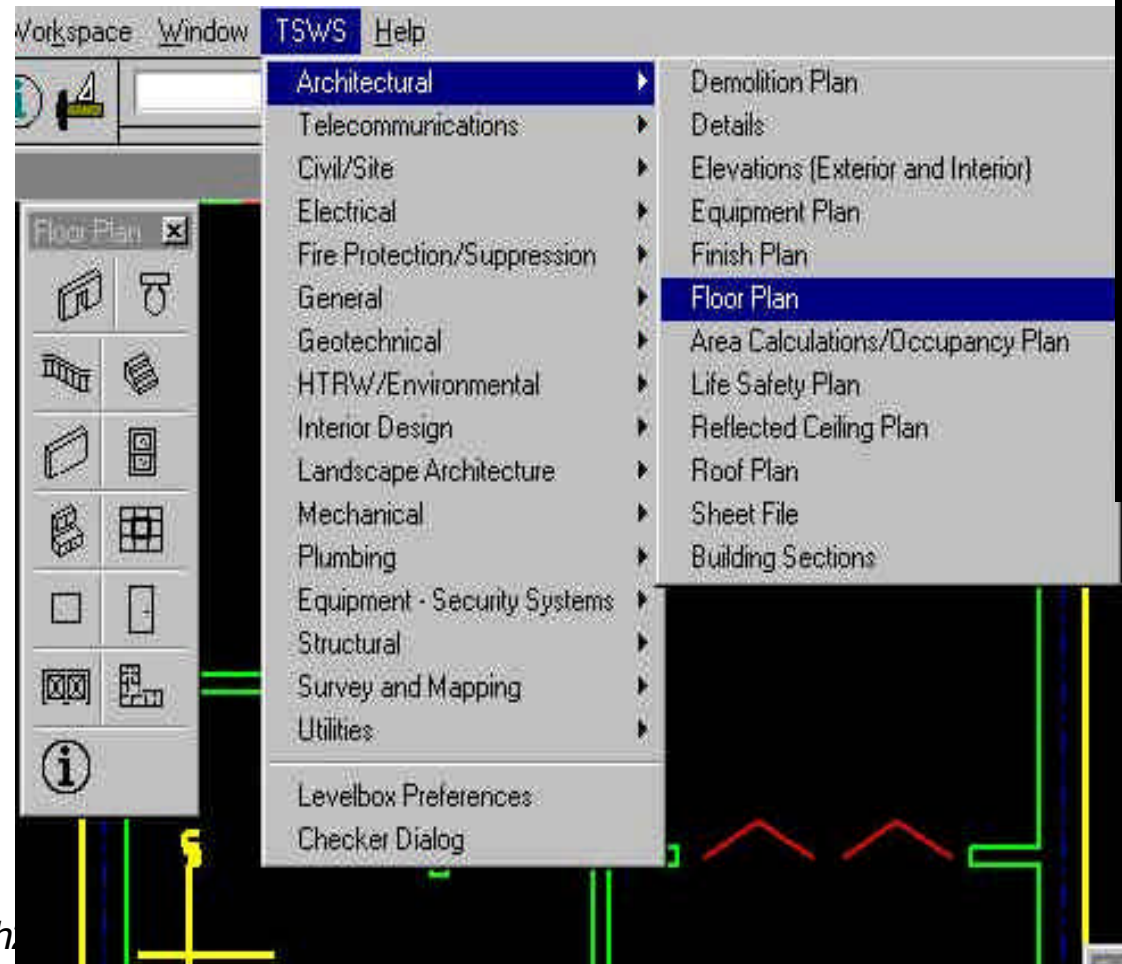 Workspace Window TSWS Help
Architectural
Telecommunications
Civil/Site
Electrical
Fire Protection/Suppression
General
Geotechnical
HTRW/Environmental
Interior Design
Landscape Architecture
Mechanical
Plumbing
Equipment - Security Systems
Structural
Survey and Mapping
Utilities
Levelbox Preferences
Checker Dialog
Demolition Plan
Details
Elevations (Exterior and Interior)
Equipment Plan
Finish Plan
Floor Plan
Area Calculations/Occupancy Plan
Life Safety Plan
Reflected Ceiling Plan
Roof Plan
Sheet File
Building Sections
Floor Plan